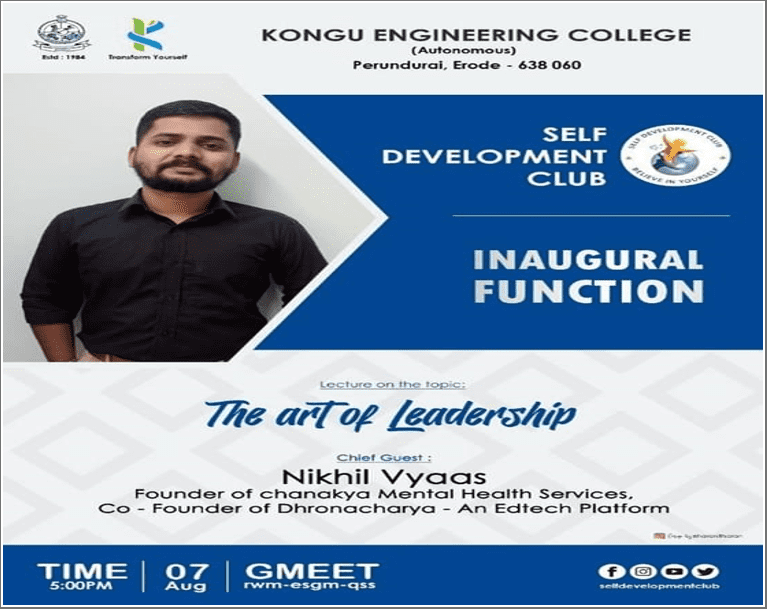 Estd : 1984
Transform Yourself
KONGU ENGINEERING COLLEGE
(Autonomous)
Perundurai, Erode - 638 060
SELF
DEVELOPMENT
CLUB
SELF DEVELOPMENT CLUB
BELIEVE IN YOURSELF
INAUGURAL
FUNCTION
Lecture on the topic:
The art of Leadership
Chief Guest :
Nikhil Vyaas
Founder of chanakya Mental Health Services,
Co - Founder of Dhronacharya - An Edtech Platform
TIME
5:00PM
07
Aug
GMEET
rwm-esgm-qss
selfdevelopmentclub